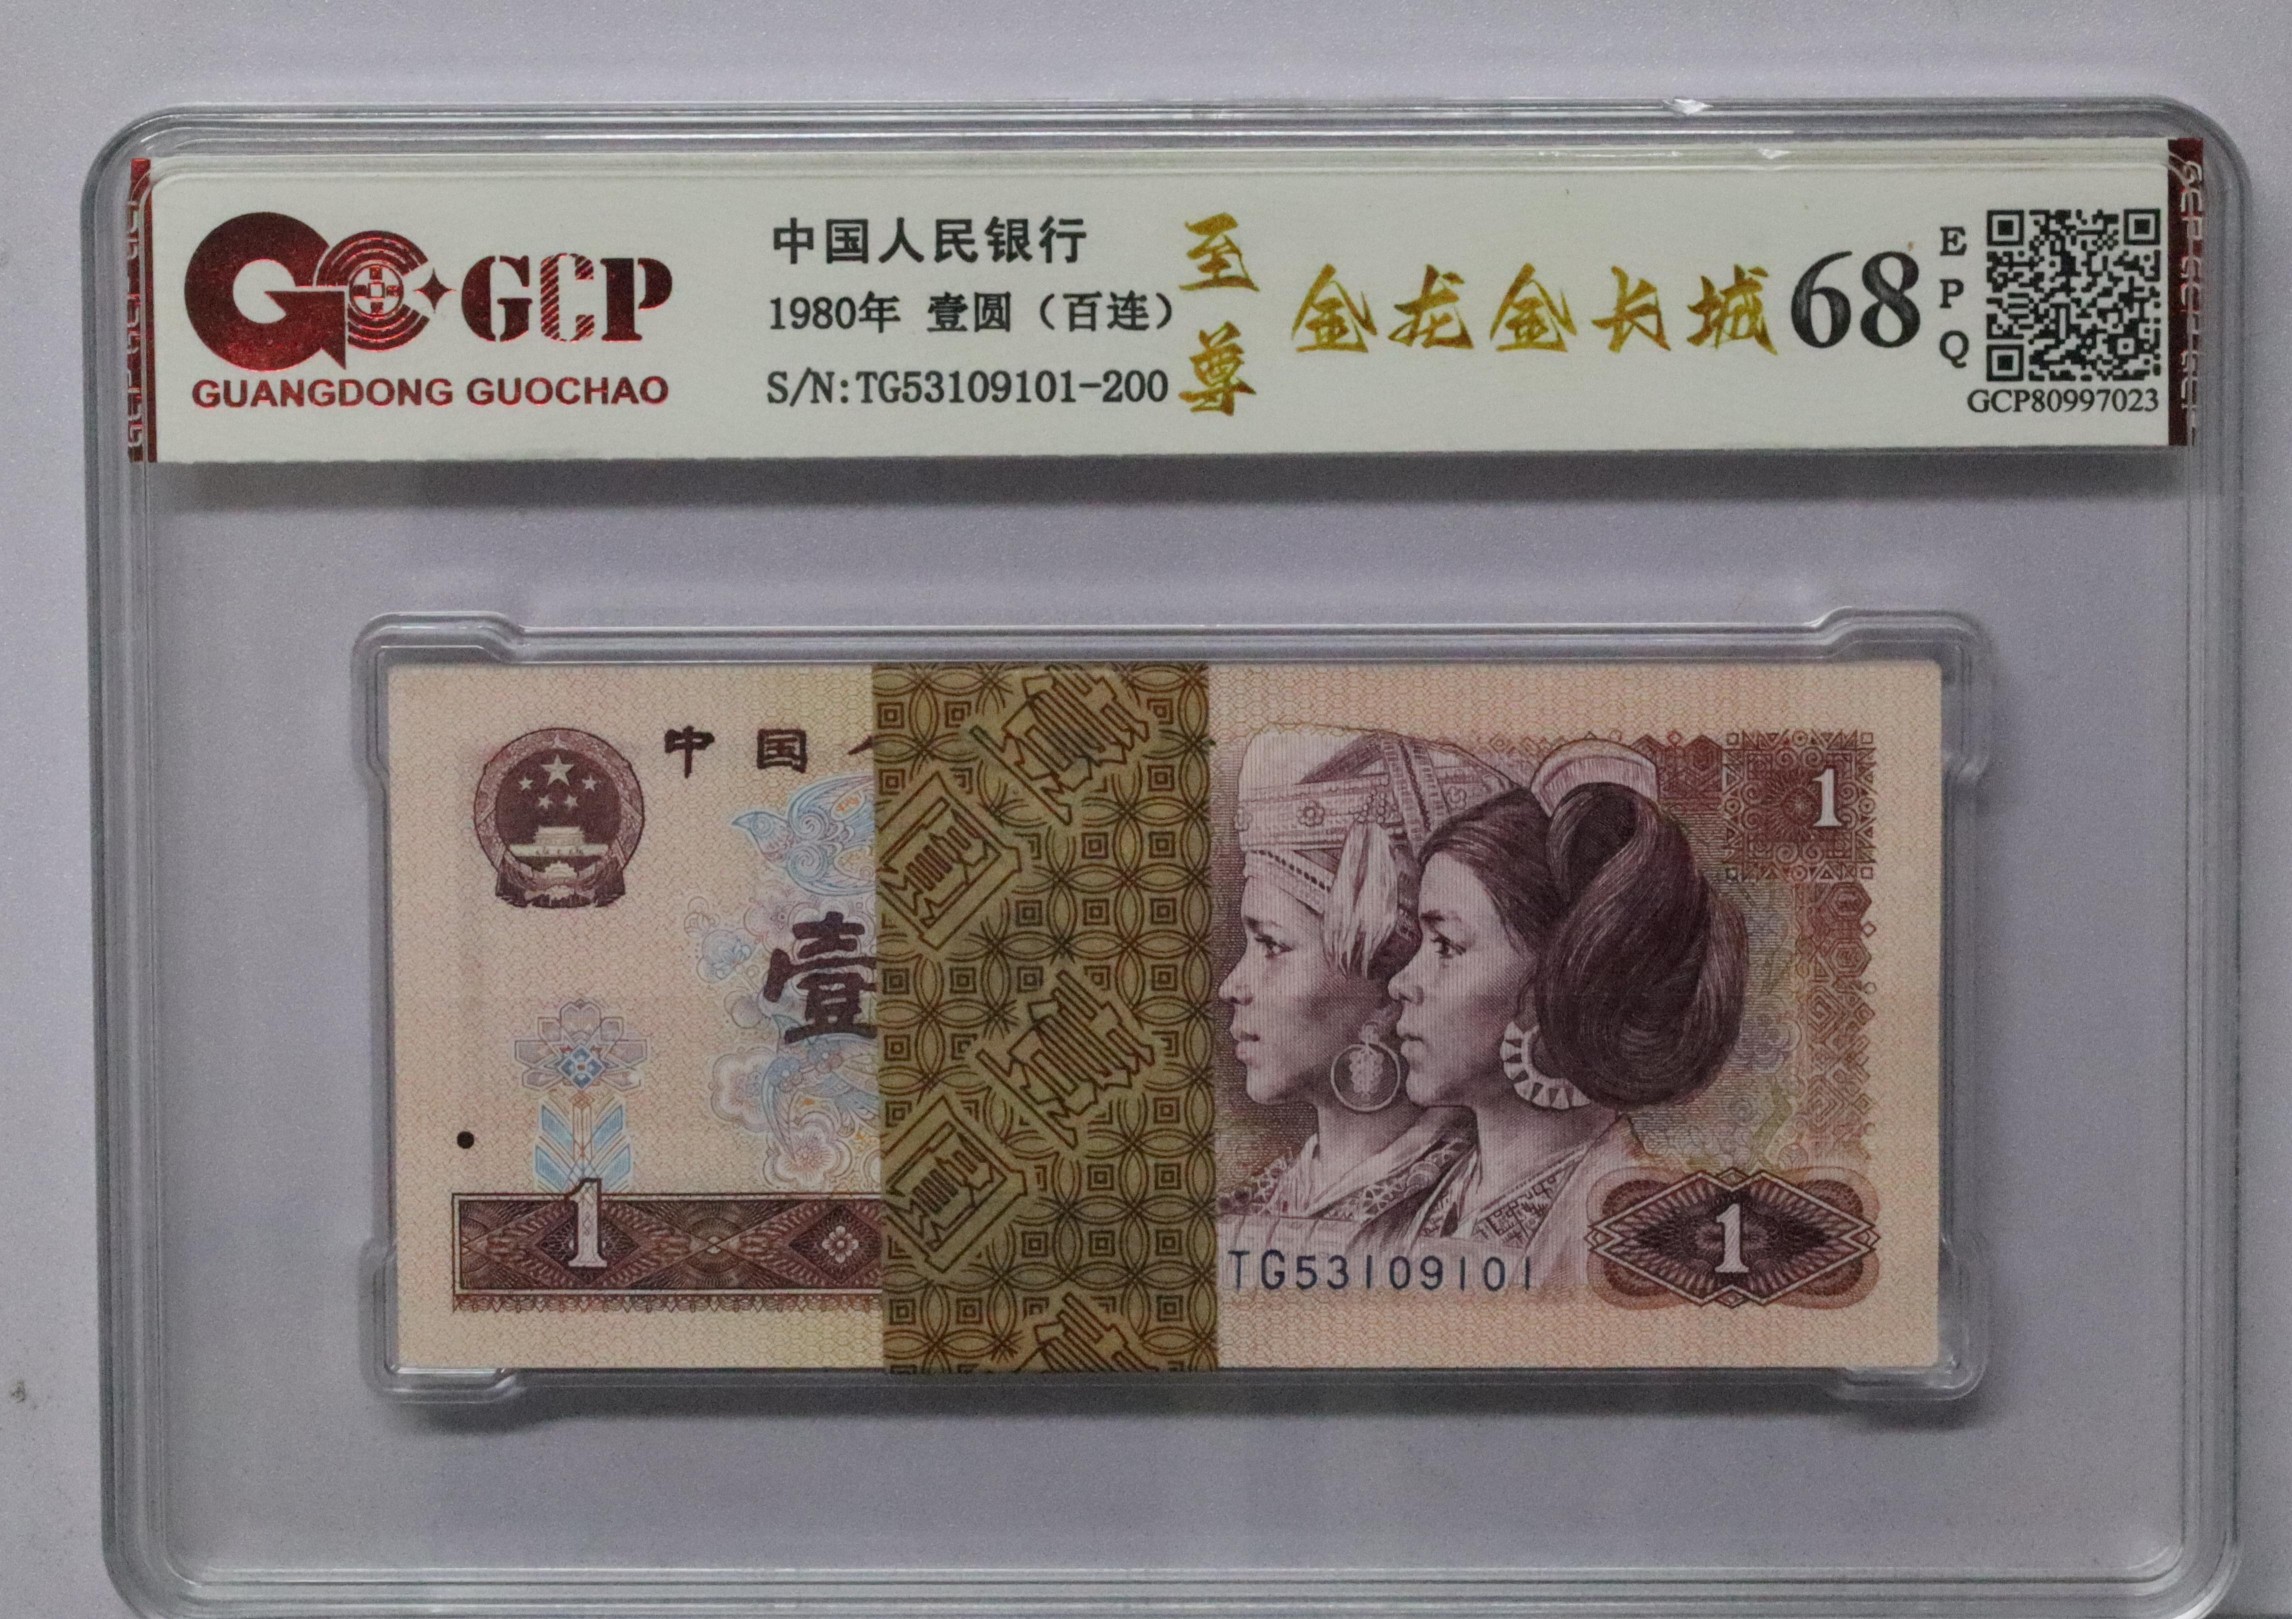 GCP
GUANGDONG GUOCHAO
中国人民银行
1980年 壹圆（百连）
S/N:TG53109101-200
至尊
金龙金长城
68
EPQ
GCP80997023
中国
壹
1
1
1
TG53109101